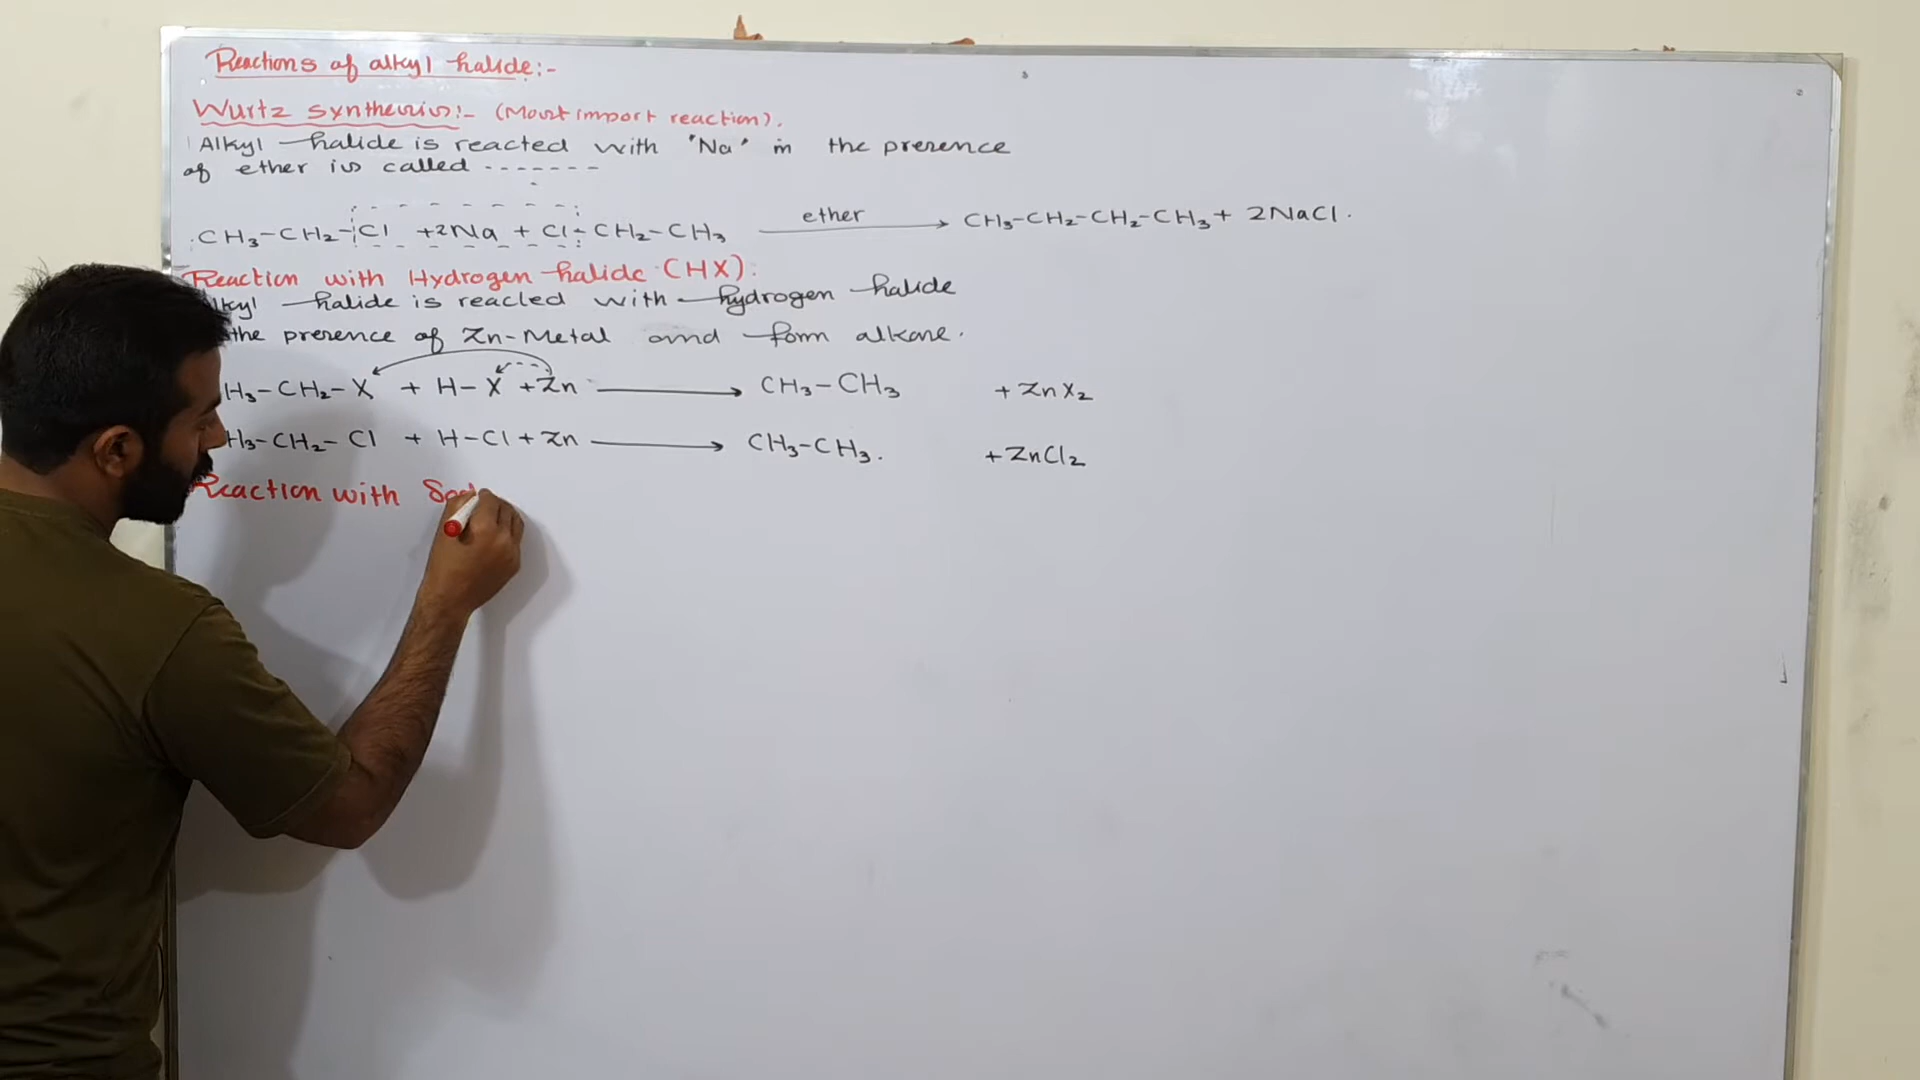 Reactions of alkyl halide:-
Wurtz synthesis:- (Most import reaction).
Alkyl halide is reacted with 'Na' in the presence
of ether is called -------
CH₃-CH₂-Cl +2Na + Cl-CH₂-CH₃ ether → CH₃-CH₂-CH₂-CH₃+ 2NaCl.
Reaction with Hydrogen halide (HX):
halide is reacted with hydrogen halide
the presence of Zn-Metal and form alkane.
H₃-CH₂-X + H-X +Zn → CH₃-CH₃ + ZnX₂
H₃-CH₂-Cl + H-Cl+Zn → CH₃-CH₃. +ZnCl₂
Reaction with